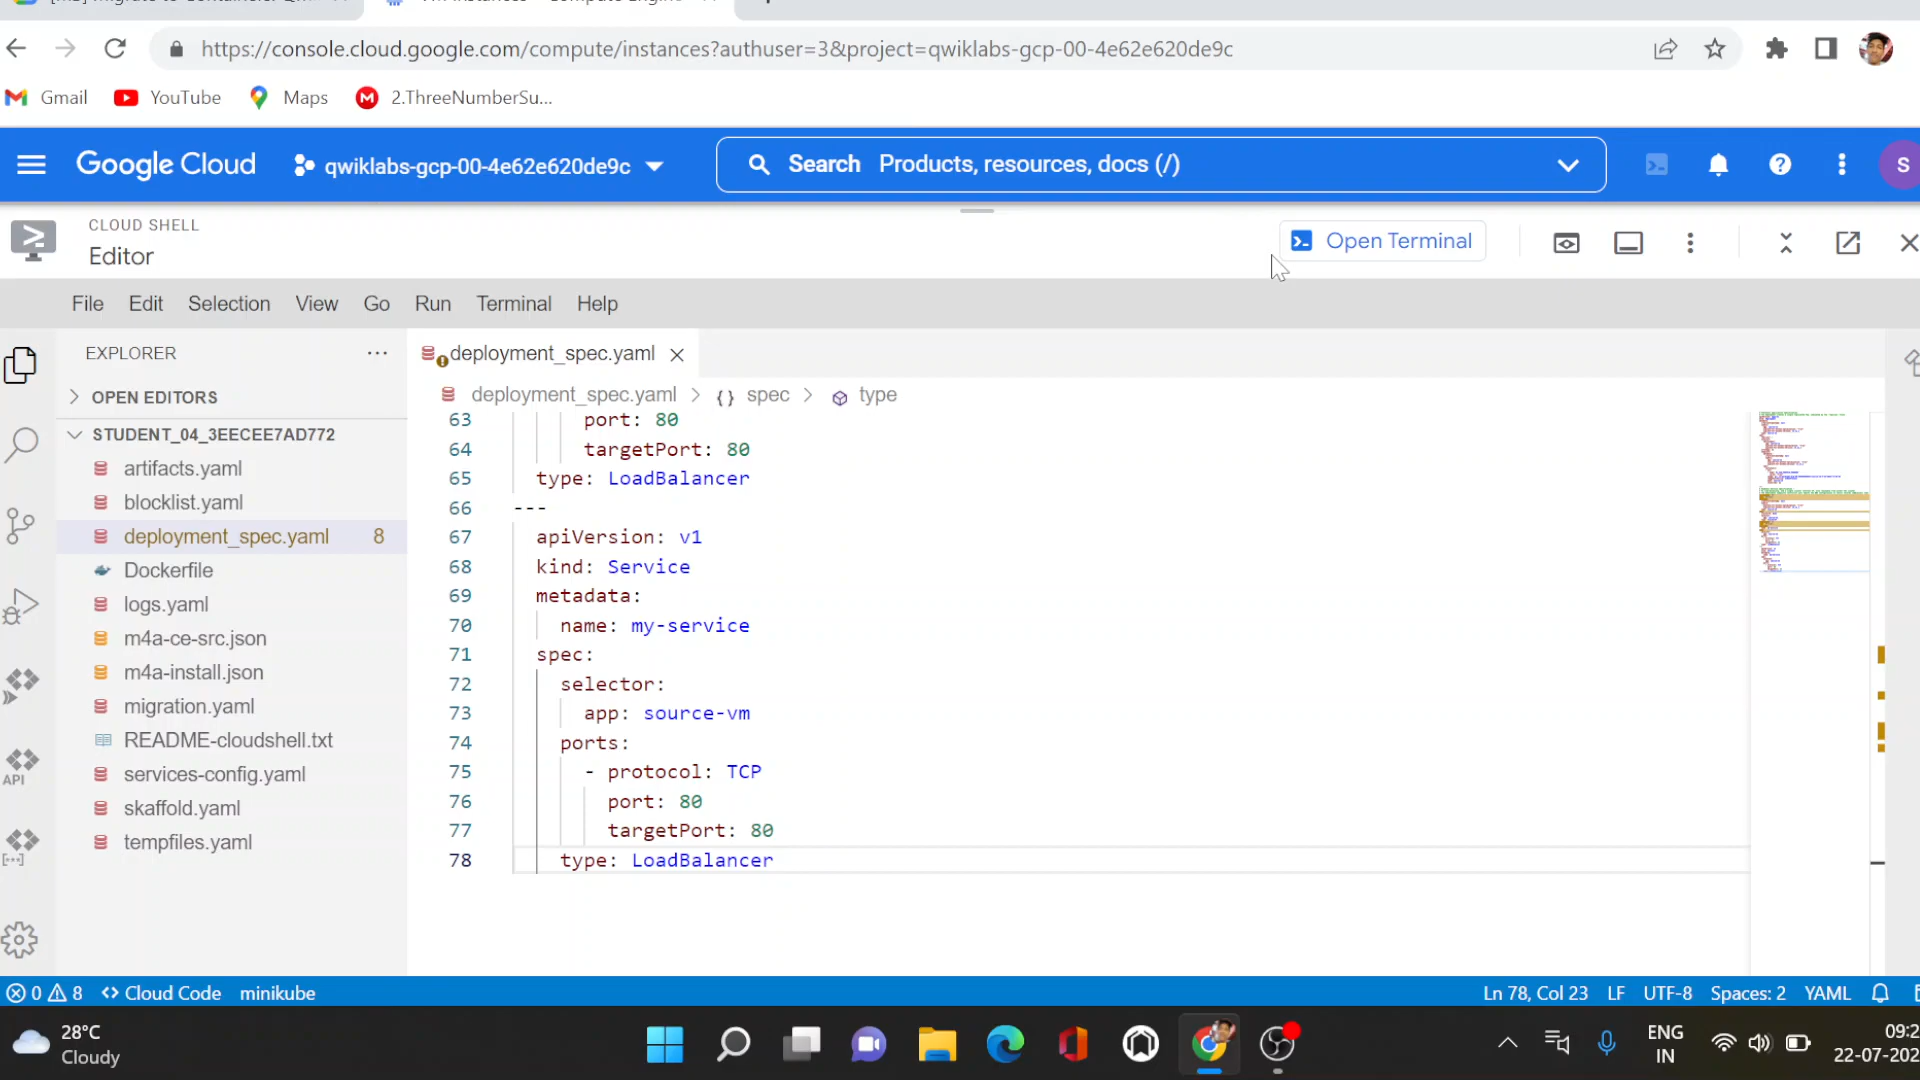 https://console.cloud.google.com/compute/instances?authuser=3&project=qwiklabs-gcp-00-4e62e620de9c
Gmail YouTube Maps 2.ThreeNumberSu...
Google Cloud qwiklabs-gcp-00-4e62e620de9c Search Products, resources, docs (/) S
CLOUD SHELL
Editor
Open Terminal
File Edit Selection View Go Run Terminal Help
EXPLORER
deployment_spec.yaml
OPEN EDITORS
deployment_spec.yaml > {} spec > type
STUDENT_04_3EECEE7AD772
artifacts.yaml
blocklist.yaml
deployment_spec.yaml 8
Dockerfile
logs.yaml
m4a-ce-src.json
m4a-install.json
migration.yaml
README-cloudshell.txt
services-config.yaml
skaffold.yaml
tempfiles.yaml
API
63 port: 80
64 targetPort: 80
65 type: LoadBalancer
66 ---
67 apiVersion: v1
68 kind: Service
69 metadata:
70 name: my-service
71 spec:
72 selector:
73 app: source-vm
74 ports:
75 - protocol: TCP
76 port: 80
77 targetPort: 80
78 type: LoadBalancer
0 8 Cloud Code minikube
Ln 78, Col 23 LF UTF-8 Spaces: 2 YAML
28°C
Cloudy
ENG
IN
09:2
22-07-202